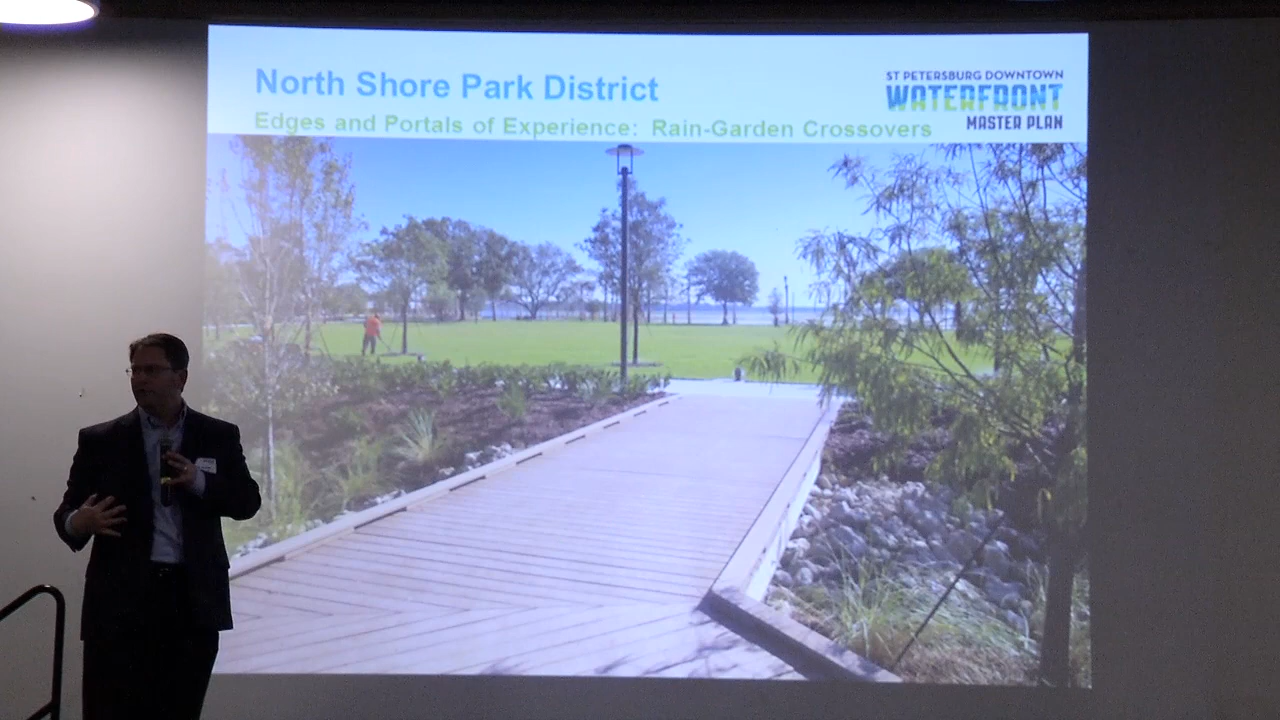 North Shore Park District
Edges and Portals of Experience: Rain-Garden Crossovers
ST PETERSBURG DOWNTOWN
WATERFRONT
MASTER PLAN